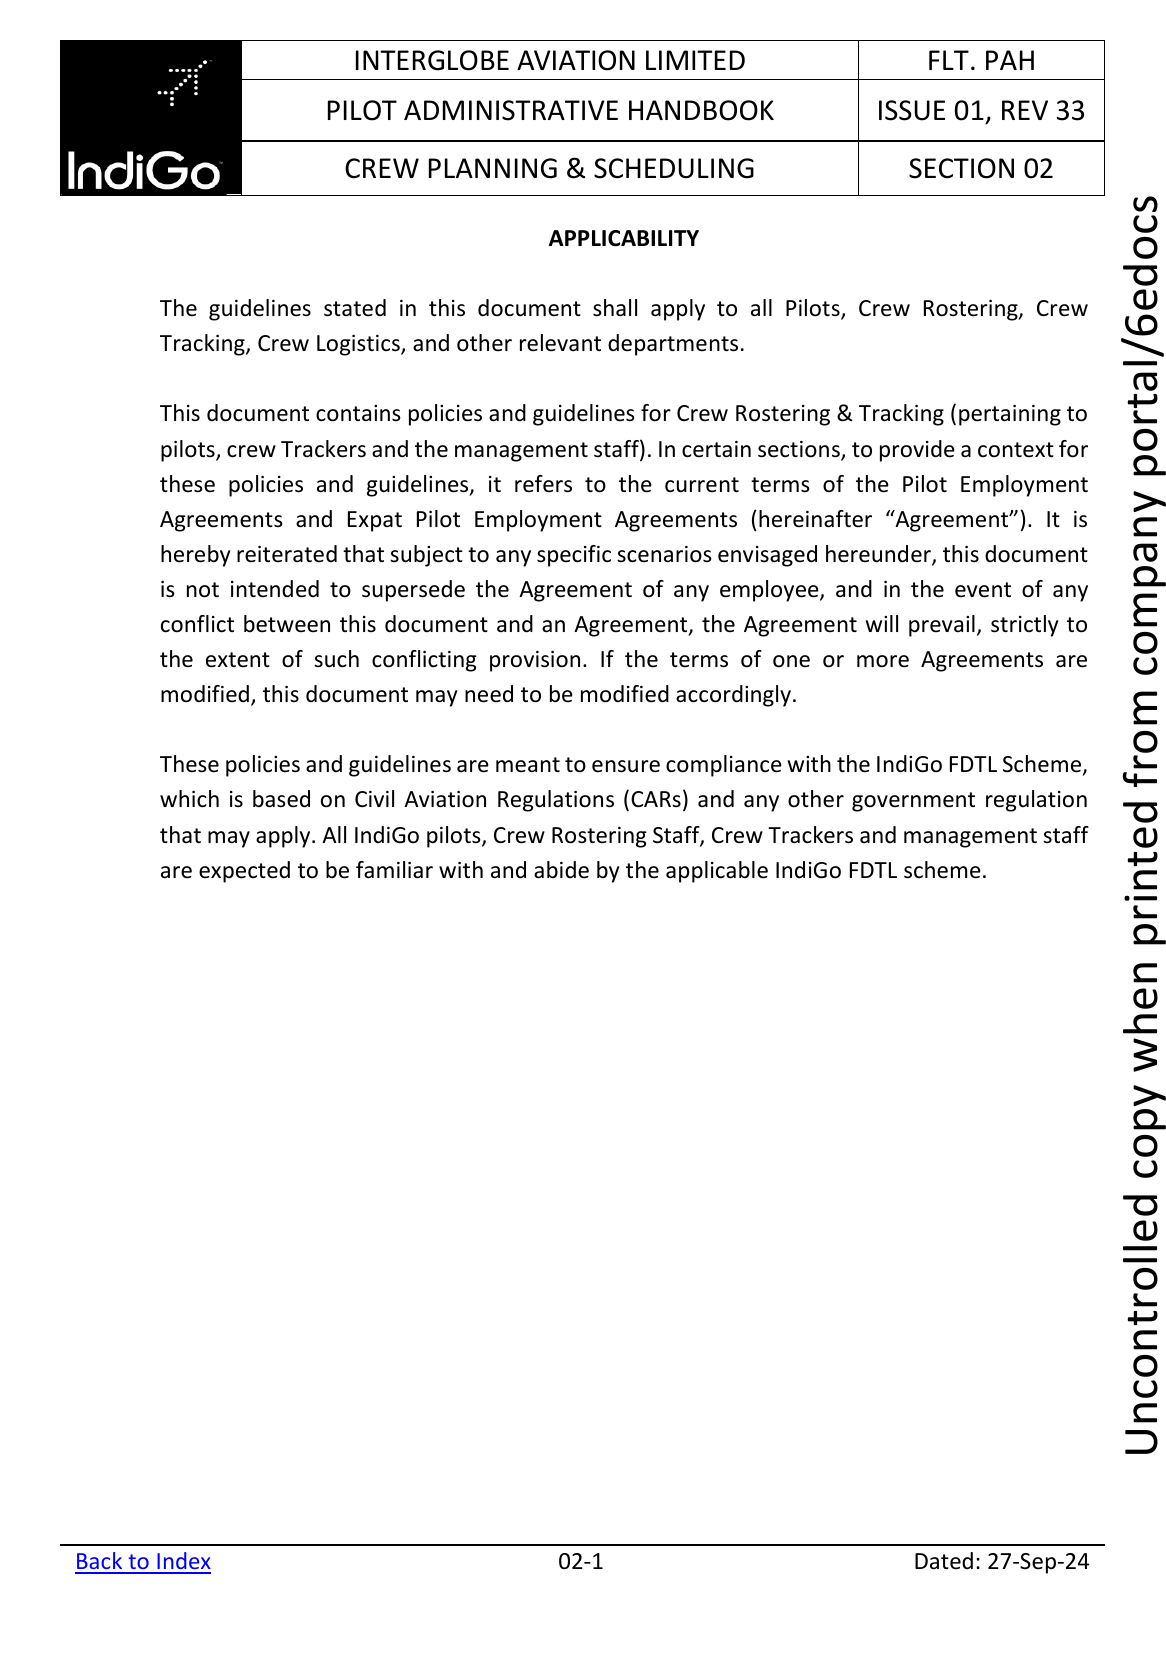 INTERGLOBE AVIATION LIMITED
FLT. PAH
IndiGo
PILOT ADMINISTRATIVE HANDBOOK
ISSUE 01, REV 33
CREW PLANNING & SCHEDULING
SECTION 02
APPLICABILITY
The guidelines stated in this document shall apply to all Pilots, Crew Rostering, Crew
Tracking, Crew Logistics, and other relevant departments.
This document contains policies and guidelines for Crew Rostering & Tracking (pertaining to
pilots, crew Trackers and the management staff). In certain sections, to provide a context for
these policies and guidelines, it refers to the current terms of the Pilot Employment
Agreements and Expat Pilot Employment Agreements (hereinafter “Agreement”). It is
hereby reiterated that subject to any specific scenarios envisaged hereunder, this document
is not intended to supersede the Agreement of any employee, and in the event of any
conflict between this document and an Agreement, the Agreement will prevail, strictly to
the extent of such conflicting provision. If the terms of one or more Agreements are
modified, this document may need to be modified accordingly.
These policies and guidelines are meant to ensure compliance with the IndiGo FDTL Scheme,
which is based on Civil Aviation Regulations (CARs) and any other government regulation
that may apply. All IndiGo pilots, Crew Rostering Staff, Crew Trackers and management staff
are expected to be familiar with and abide by the applicable IndiGo FDTL scheme.
Uncontrolled copy when printed from company portal/6edocs
Back to Index
02-1
Dated: 27-Sep-24